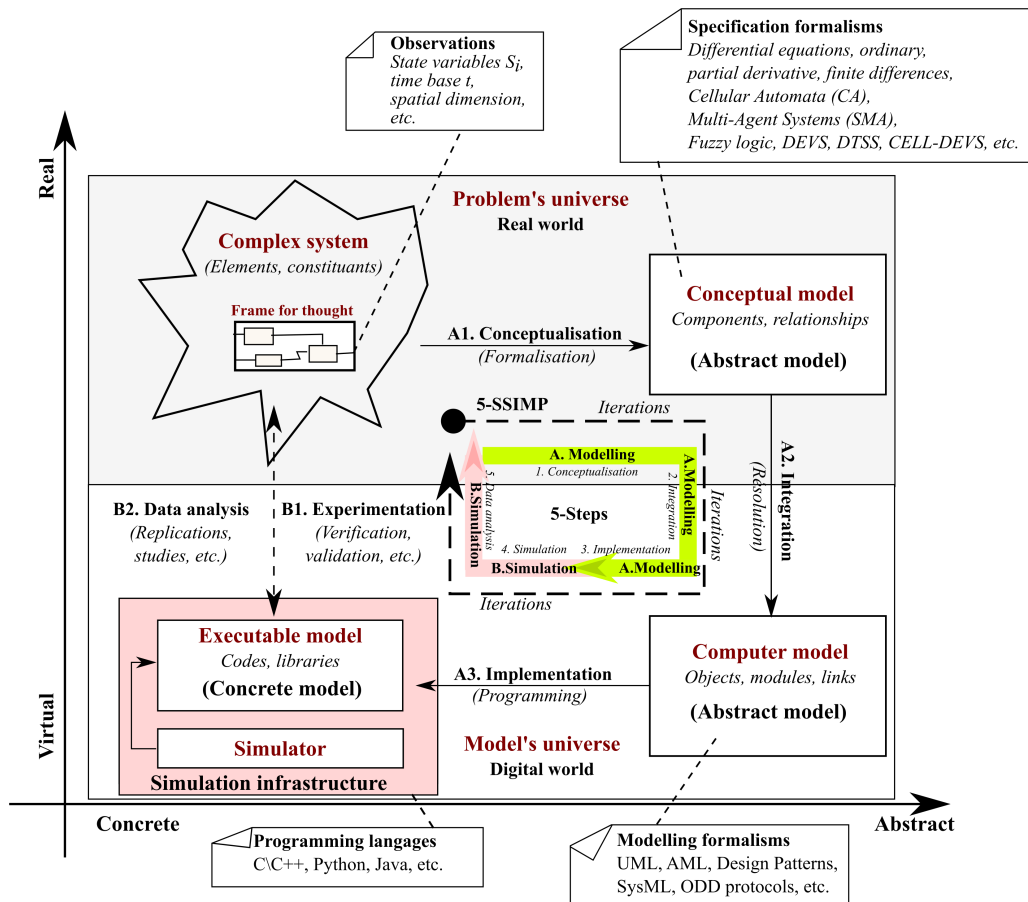 Observations
State variables Si,
time base t,
spatial dimension,
etc.
Specification formalisms
Differential equations, ordinary,
partial derivative, finite differences,
Cellular Automata (CA),
Multi-Agent Systems (SMA),
Fuzzy logic, DEVS, DTSS, CELL-DEVS, etc.
Real
Problem's universe
Real world
Complex system
(Elements, constituants)
Frame for thought
A1. Conceptualisation
(Formalisation)
Conceptual model
Components, relationships
(Abstract model)
5-SSIMP
Iterations
A. Modelling
1. Conceptualisation
A.Modelling
2. Integration
Iterations
5. Data analysis
B.Simulation
5-Steps
4. Simulation
3. Implementation
B.Simulation
A.Modelling
Iterations
A2. Integration
(Resolution)
B2. Data analysis
(Replications,
studies, etc.)
B1. Experimentation
(Verification,
validation, etc.)
Executable model
Codes, libraries
(Concrete model)
Simulator
Simulation infrastructure
A3. Implementation
(Programming)
Computer model
Objects, modules, links
(Abstract model)
Model's universe
Digital world
Virtual
Concrete
Abstract
Programming langages
C\C++, Python, Java, etc.
Modelling formalisms
UML, AML, Design Patterns,
SysML, ODD protocols, etc.